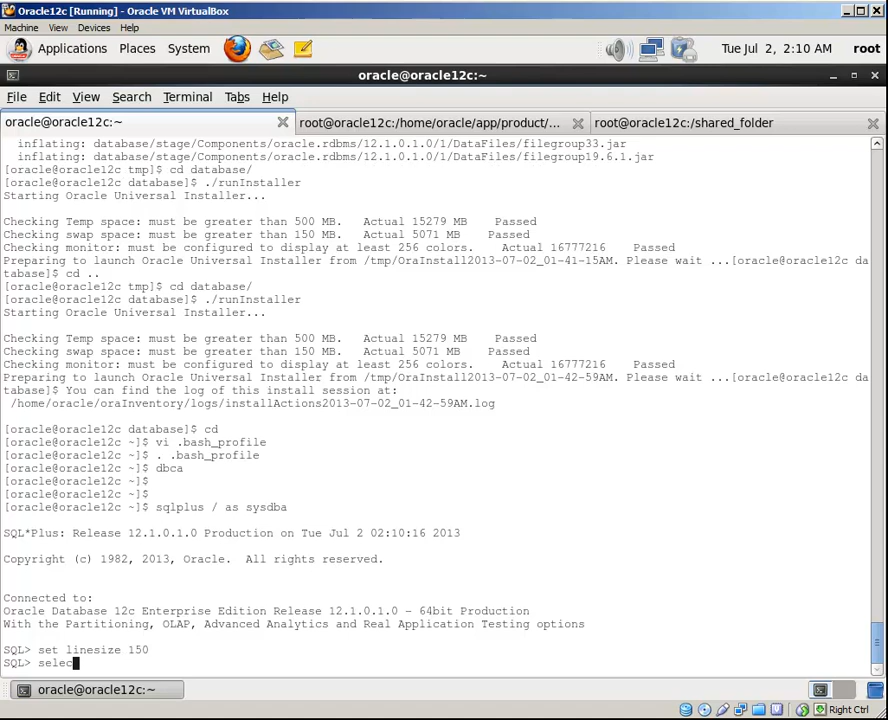 Oracle12c [Running] - Oracle VM VirtualBox
Machine View Devices Help
Applications Places System Tue Jul 2, 2:10 AM root
oracle@oracle12c:~
File Edit View Search Terminal Tabs Help
oracle@oracle12c:~ root@oracle12c:/home/oracle/app/product/... root@oracle12c:/shared_folder
inflating: database/stage/Components/oracle.rdbms/12.1.0.1.0/1/DataFiles/filegroup33.jar
inflating: database/stage/Components/oracle.rdbms/12.1.0.1.0/1/DataFiles/filegroup19.6.1.jar
[oracle@oracle12c tmp]$ cd database/
[oracle@oracle12c database]$ ./runInstaller
Starting Oracle Universal Installer...
Checking Temp space: must be greater than 500 MB. Actual 15279 MB Passed
Checking swap space: must be greater than 150 MB. Actual 5071 MB Passed
Checking monitor: must be configured to display at least 256 colors. Actual 16777216 Passed
Preparing to launch Oracle Universal Installer from /tmp/OraInstall2013-07-02_01-41-15AM. Please wait ...[oracle@oracle12c da
tabase]$ cd ..
[oracle@oracle12c tmp]$ cd database/
[oracle@oracle12c database]$ ./runInstaller
Starting Oracle Universal Installer...
Checking Temp space: must be greater than 500 MB. Actual 15279 MB Passed
Checking swap space: must be greater than 150 MB. Actual 5071 MB Passed
Checking monitor: must be configured to display at least 256 colors. Actual 16777216 Passed
Preparing to launch Oracle Universal Installer from /tmp/OraInstall2013-07-02_01-42-59AM. Please wait ...[oracle@oracle12c da
tabase]$ You can find the log of this install session at:
/home/oracle/oraInventory/logs/installActions2013-07-02_01-42-59AM.log
[oracle@oracle12c database]$ cd
[oracle@oracle12c ~]$ vi .bash_profile
[oracle@oracle12c ~]$ . .bash_profile
[oracle@oracle12c ~]$ dbca
[oracle@oracle12c ~]$
[oracle@oracle12c ~]$
[oracle@oracle12c ~]$ sqlplus / as sysdba
SQL*Plus: Release 12.1.0.1.0 Production on Tue Jul 2 02:10:16 2013
Copyright (c) 1982, 2013, Oracle. All rights reserved.
Connected to:
Oracle Database 12c Enterprise Edition Release 12.1.0.1.0 - 64bit Production
With the Partitioning, OLAP, Advanced Analytics and Real Application Testing options
SQL> set linesize 150
SQL> selec
oracle@oracle12c:~
Right Ctrl